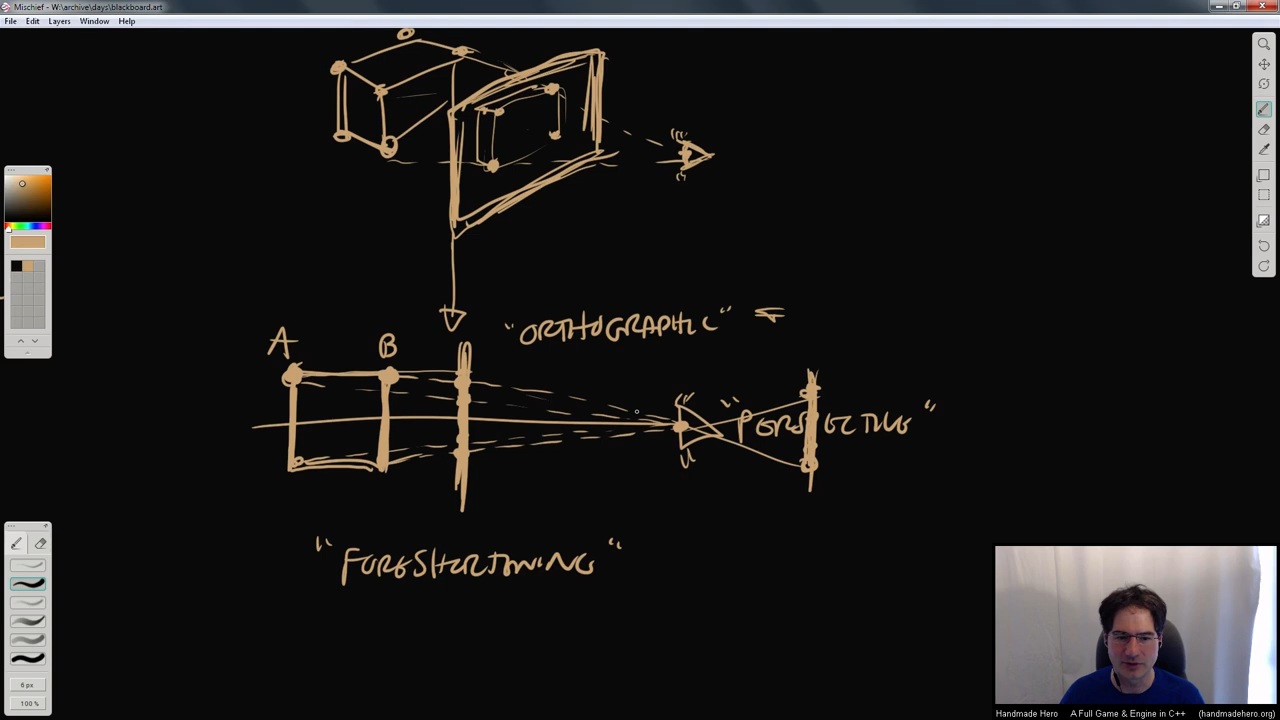 Mischief - W:\archive\days\blackboard.art
File Edit Layers Window Help
"ORTHOGRAPHIC"
A B
"PERSPECTIVE"
"FORESHORTENING"
6 px
100 %
Handmade Hero A Full Game & Engine in C++ (handmadehero.org)